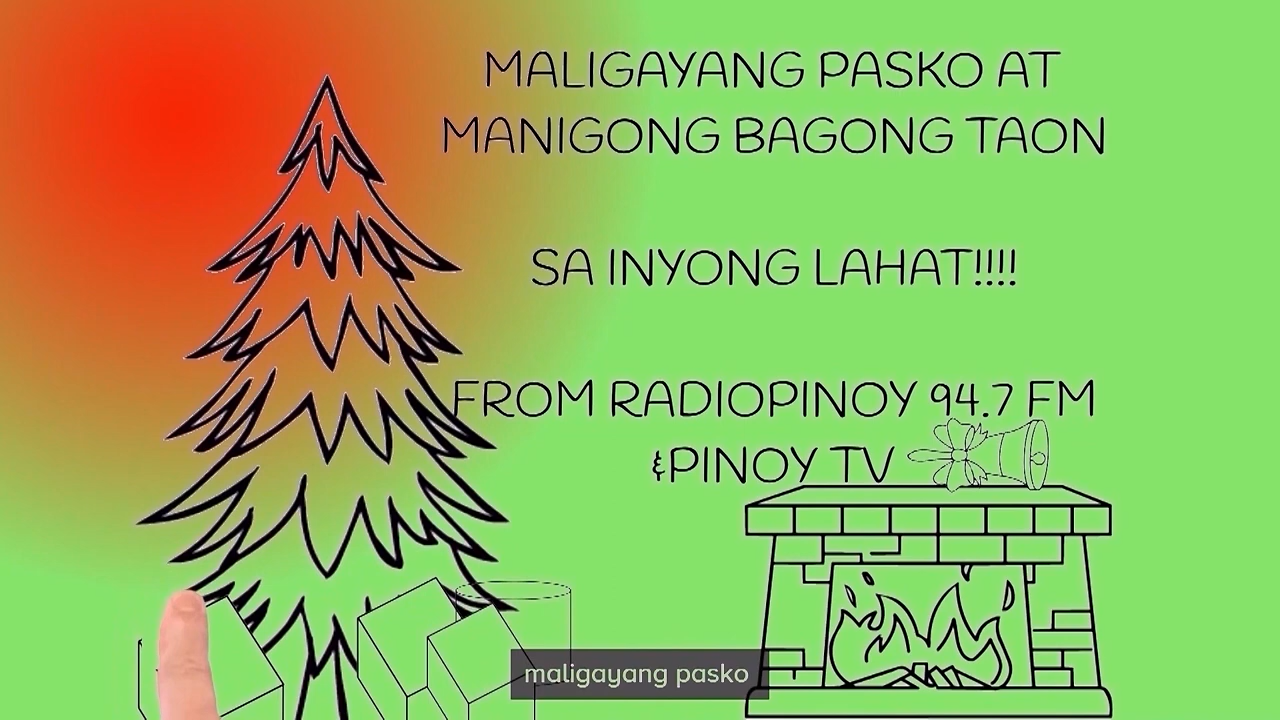 MALIGAYANG PASKO AT
MANIGONG BAGONG TAON
SA INYONG LAHAT!!!!
FROM RADIOPINOY 94.7 FM
&PINOY TV
maligayang pasko